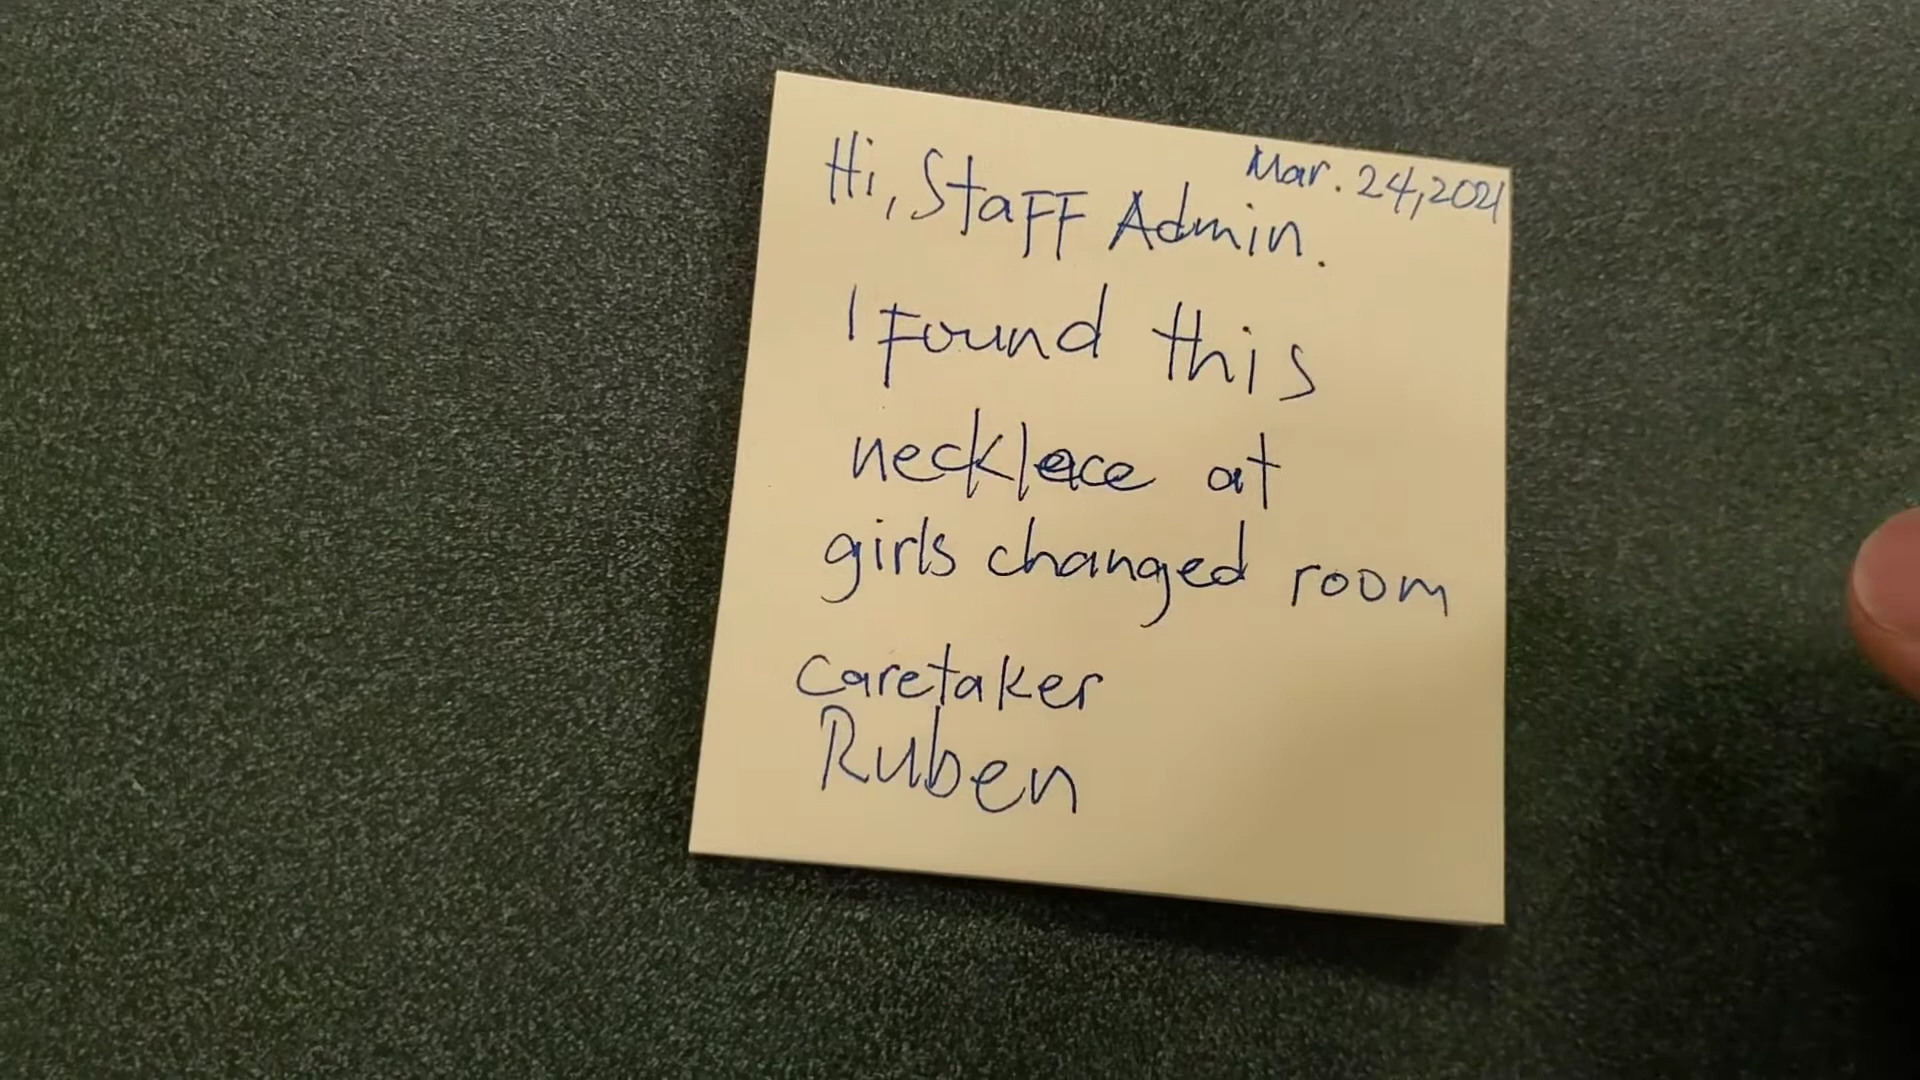 Mar. 24, 2021
Hi, Staff Admin.
I Found this
necklace at
girls changed room
caretaker
Ruben